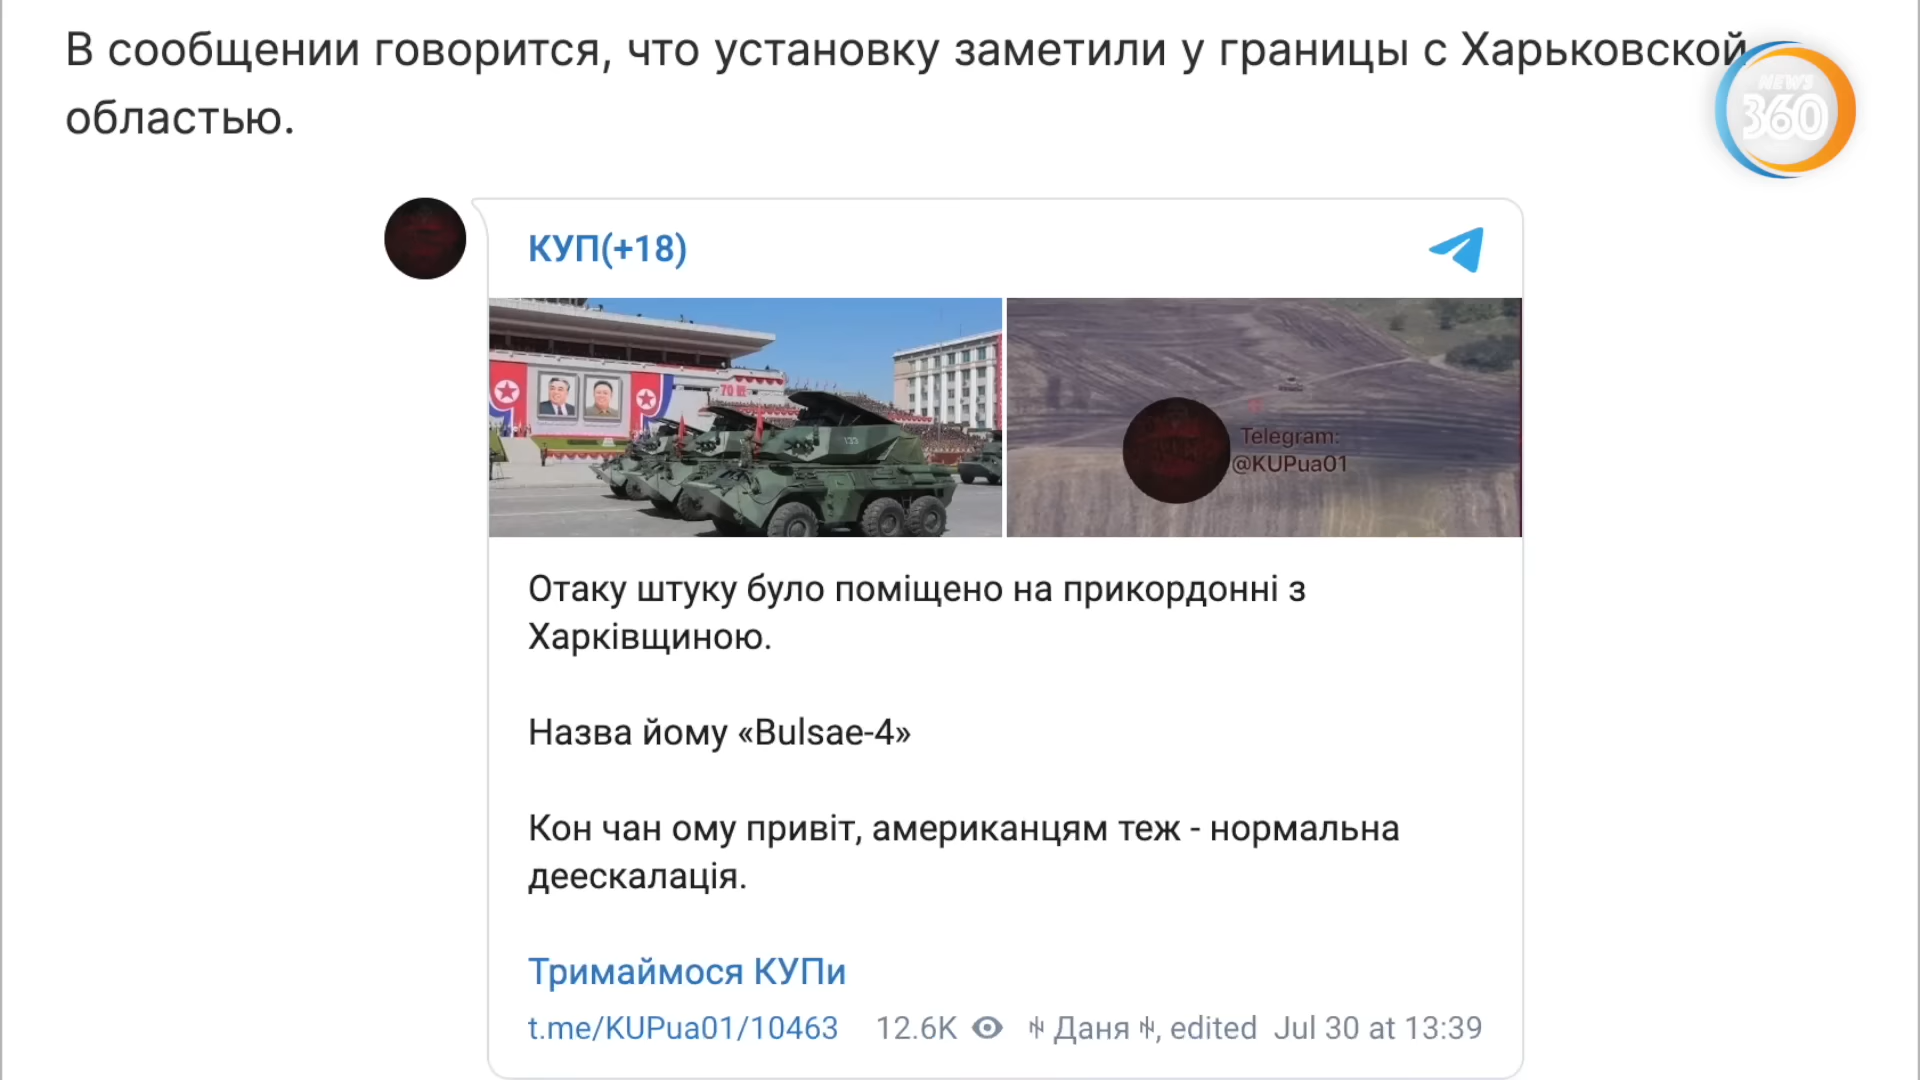 В сообщении говорится, что установку заметили у границы с Харьковской
областью.
NEWS
360
КУП(+18)
70
133
Telegram:
@KUPua01
Отаку штуку було поміщено на прикордонні з
Харківщиною.
Назва йому «Bulsae-4»
Кон чан ому привіт, американцям теж - нормальна
деескалація.
Тримаймося КУПи
t.me/KUPua01/10463 12.6K Даня , edited Jul 30 at 13:39